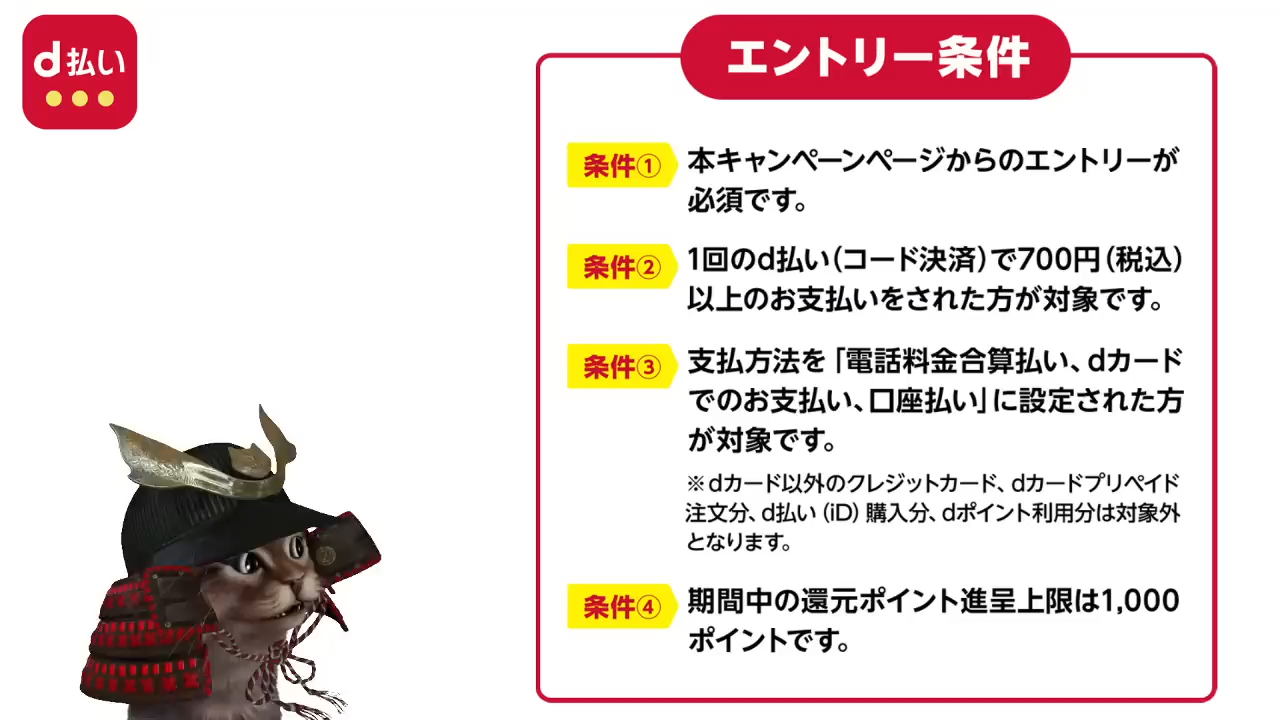 d払い
エントリー条件
条件①
本キャンペーンページからのエントリーが
必須です。
条件②
1回のd払い（コード決済）で700円（税込）
以上のお支払いをされた方が対象です。
条件③
支払方法を「電話料金合算払い、dカード
でのお支払い、口座払い」に設定された方
が対象です。
※dカード以外のクレジットカード、dカードプリペイド
注文分、d払い（iD）購入分、dポイント利用分は対象外
となります。
条件④
期間中の還元ポイント進呈上限は1,000
ポイントです。